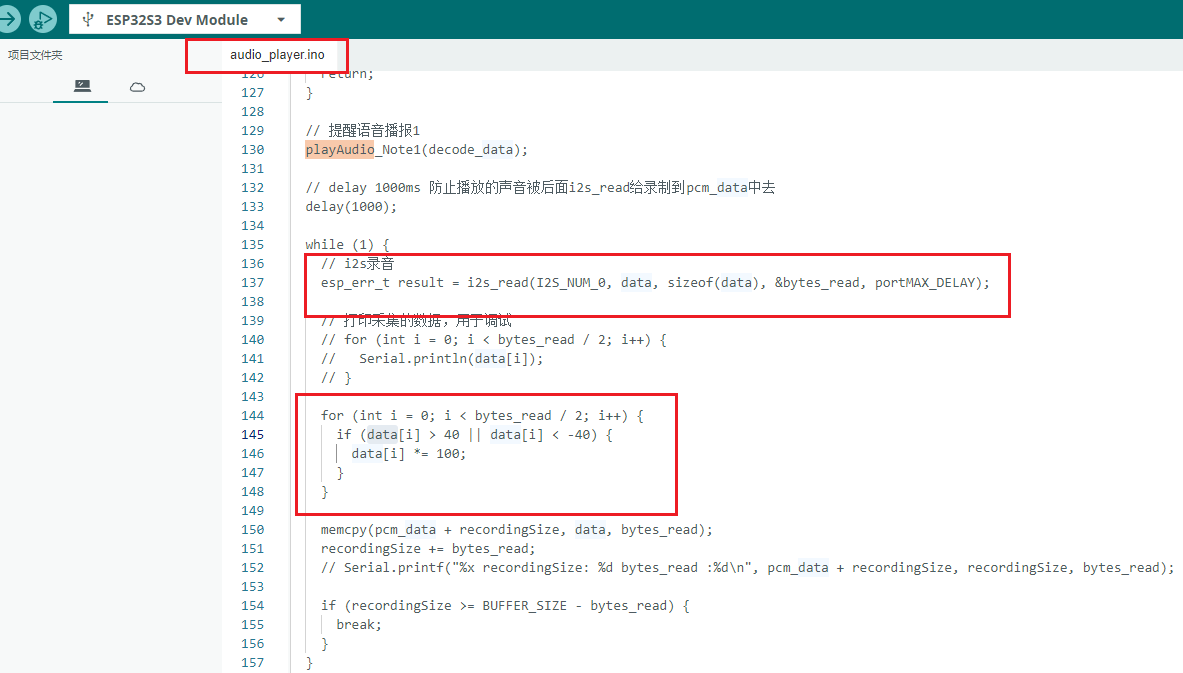 ESP32S3 Dev Module
项目文件夹
audio_player.ino
126 return;
127 }
128
129 // 提醒语音播报1
130 playAudio_Note1(decode_data);
131
132 // delay 1000ms 防止播放的声音被后面i2s_read给录制到pcm_data中去
133 delay(1000);
134
135 while (1) {
136 // i2s录音
137 esp_err_t result = i2s_read(I2S_NUM_0, data, sizeof(data), &bytes_read, portMAX_DELAY);
138
139 // 打印采集的数据，用于调试
140 // for (int i = 0; i < bytes_read / 2; i++) {
141 //   Serial.println(data[i]);
142 // }
143
144 for (int i = 0; i < bytes_read / 2; i++) {
145 if (data[i] > 40 || data[i] < -40) {
146 data[i] *= 100;
147 }
148 }
149
150 memcpy(pcm_data + recordingSize, data, bytes_read);
151 recordingSize += bytes_read;
152 // Serial.printf("%x recordingSize: %d bytes_read :%d\n", pcm_data + recordingSize, recordingSize, bytes_read);
153
154 if (recordingSize >= BUFFER_SIZE - bytes_read) {
155 break;
156 }
157 }